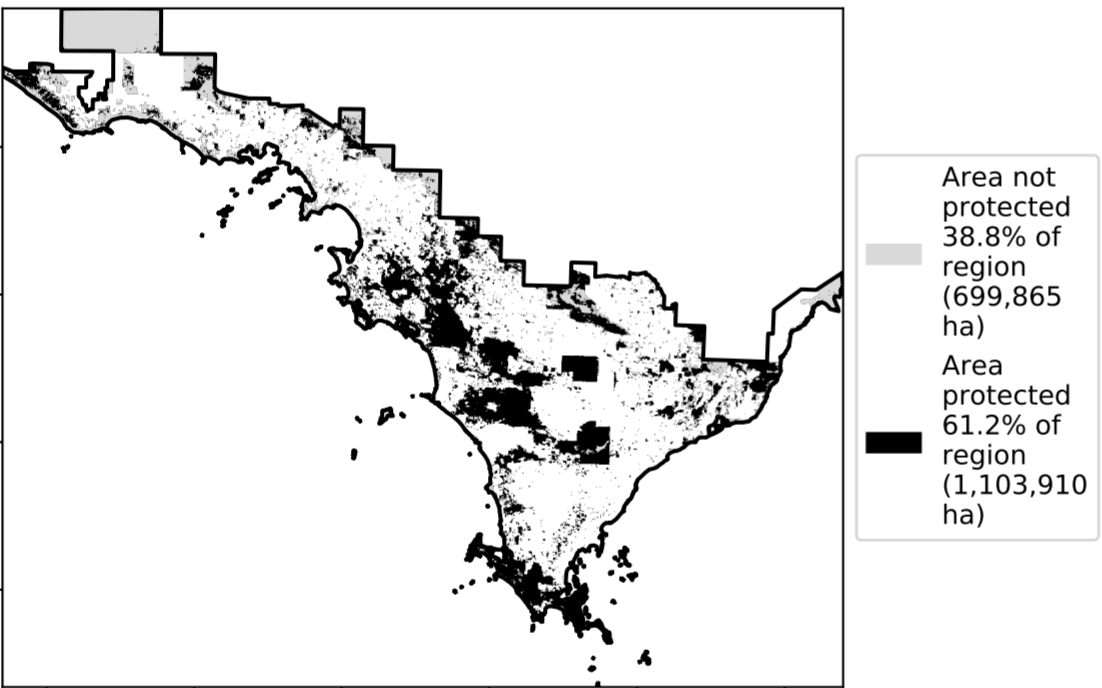 Area not
protected
38.8% of
region
(699,865
ha)
Area
protected
61.2% of
region
(1,103,910
ha)